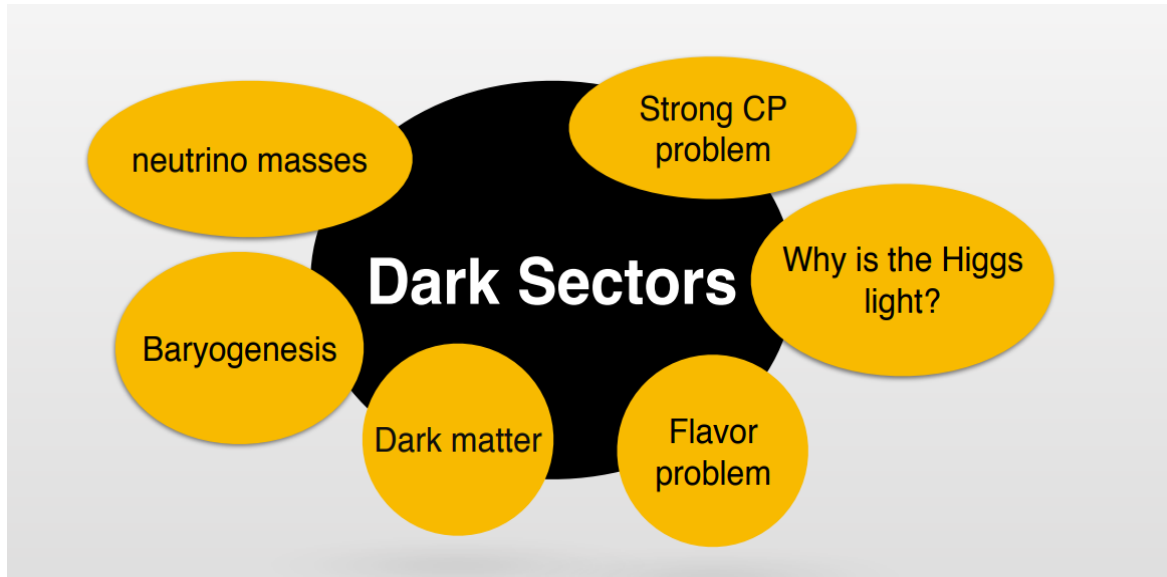 Strong CP
problem
neutrino masses
Why is the Higgs
light?
Dark Sectors
Baryogenesis
Dark matter
Flavor
problem